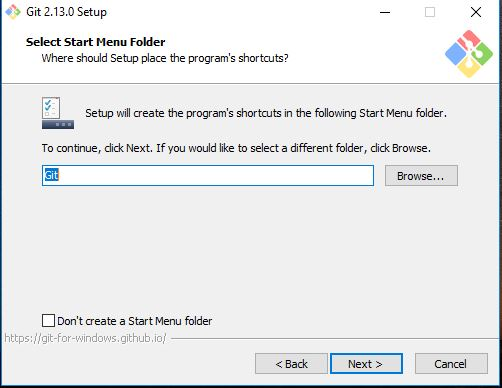 Git 2.13.0 Setup
Select Start Menu Folder
Where should Setup place the program's shortcuts?
Setup will create the program's shortcuts in the following Start Menu folder.
To continue, click Next. If you would like to select a different folder, click Browse.
Git
Browse...
Don't create a Start Menu folder
https://git-for-windows.github.io/
< Back
Next >
Cancel